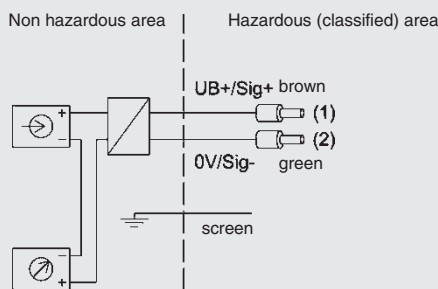 Non hazardous area
Hazardous (classified) area
UB+/Sig+ brown
+
(1)
−
(2)
0V/Sig- green
screen
−
+